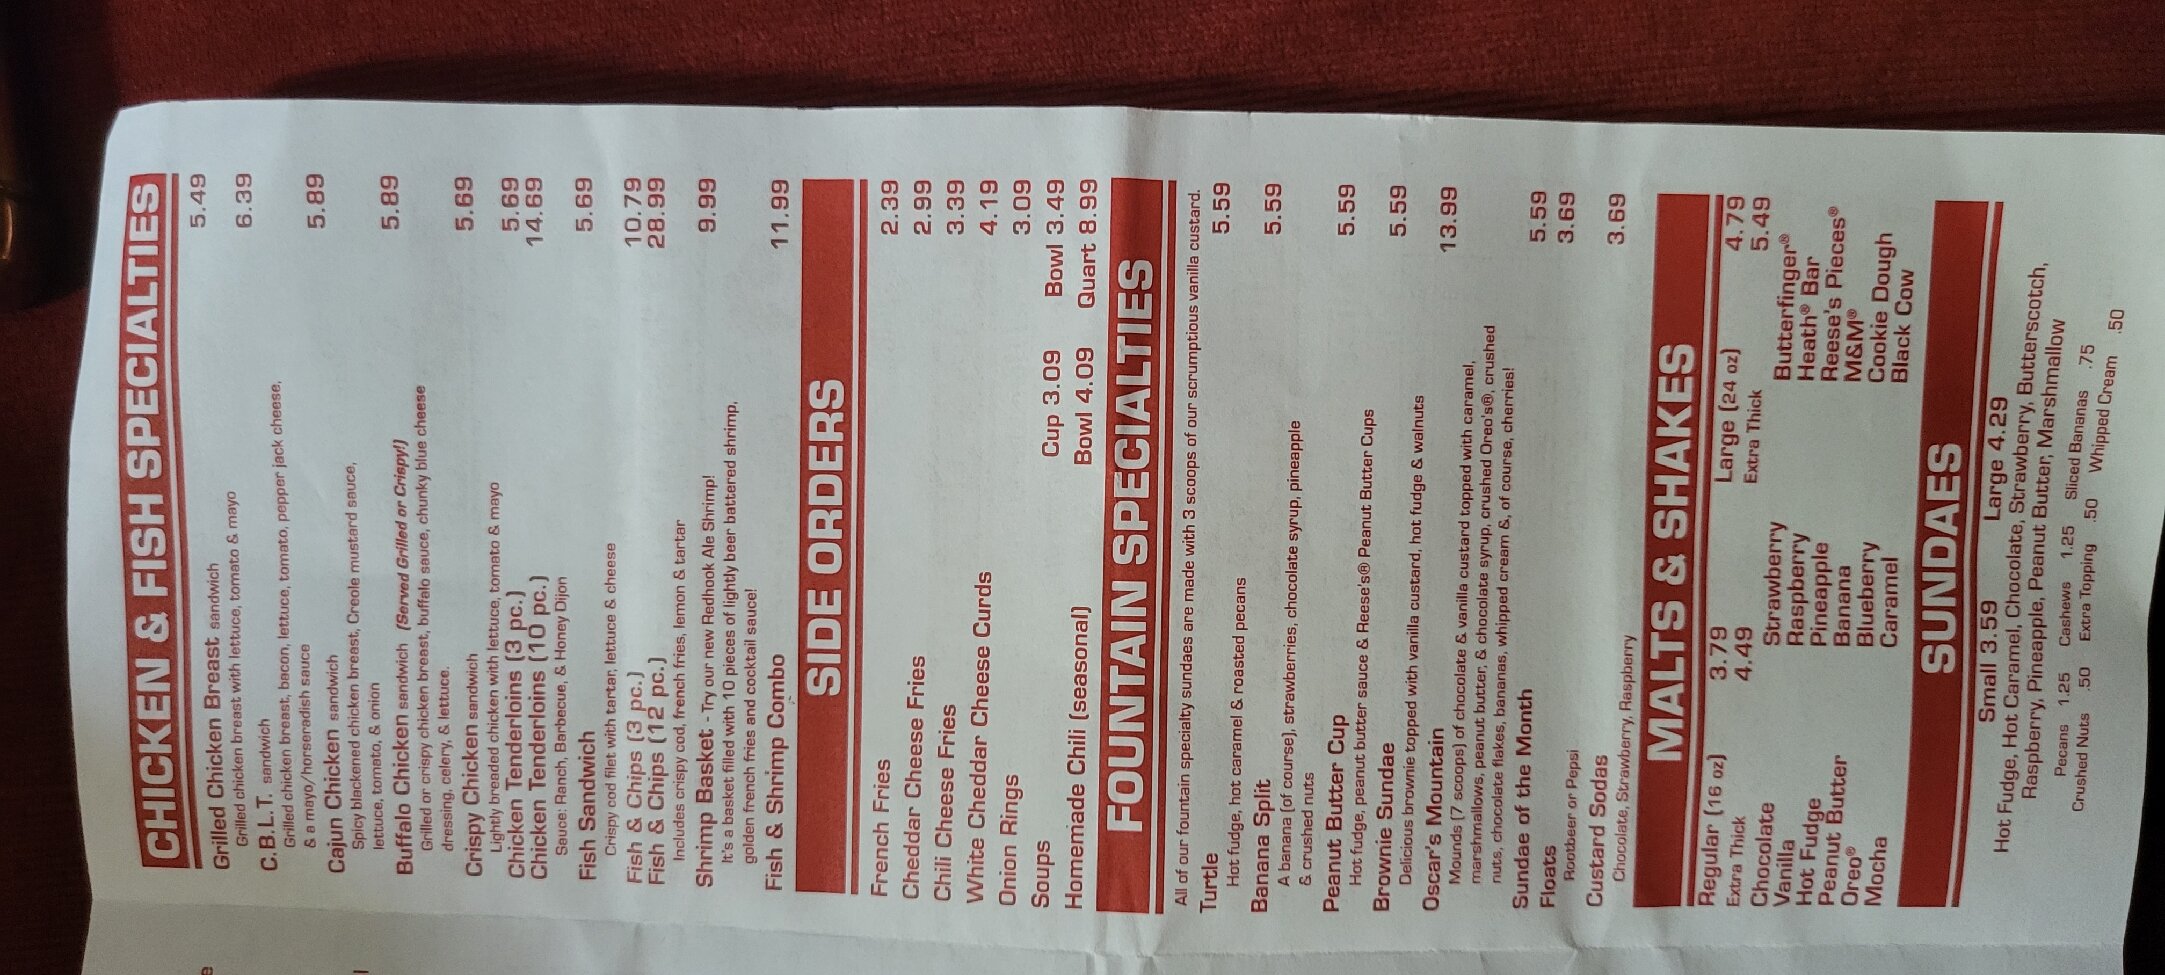 CHICKEN & FISH SPECIALTIES
Grilled Chicken Breast sandwich 5.49
Grilled chicken breast with lettuce, tomato & mayo
C.B.L.T. sandwich 6.39
Grilled chicken breast, bacon, lettuce, tomato, pepper jack cheese,
& a mayo/horseradish sauce
Cajun Chicken sandwich 5.89
Spicy blackened chicken breast, Creole mustard sauce,
lettuce, tomato, & onion
Buffalo Chicken sandwich (Served Grilled or Crispy!) 5.89
Grilled or crispy chicken breast, buffalo sauce, chunky blue cheese
dressing, celery, & lettuce.
Crispy Chicken sandwich 5.69
Lightly breaded chicken with lettuce, tomato & mayo
Chicken Tenderloins (3 pc.) 5.69
Chicken Tenderloins (10 pc.) 14.69
Sauce: Ranch, Barbecue, & Honey Dijon
Fish Sandwich 5.69
Crispy cod filet with tartar, lettuce & cheese
Fish & Chips (3 pc.) 10.79
Fish & Chips (12 pc.) 28.99
Includes crispy cod, french fries, lemon & tartar
Shrimp Basket - Try our new Redhook Ale Shrimp! 9.99
It's a basket filled with 10 pieces of lightly beer battered shrimp,
golden french fries and cocktail sauce!
Fish & Shrimp Combo 11.99
SIDE ORDERS
French Fries 2.39
Cheddar Cheese Fries 2.99
Chili Cheese Fries 3.39
White Cheddar Cheese Curds 4.19
Onion Rings 3.09
Soups Cup 3.09 Bowl 3.49
Homemade Chili (seasonal) Bowl 4.09 Quart 8.99
FOUNTAIN SPECIALTIES
All of our fountain specialty sundaes are made with 3 scoops of our scrumptious vanilla custard.
Turtle 5.59
Hot fudge, hot caramel & roasted pecans
Banana Split 5.59
A banana (of course), strawberries, chocolate syrup, pineapple
& crushed nuts
Peanut Butter Cup 5.59
Hot fudge, peanut butter sauce & Reese's® Peanut Butter Cups
Brownie Sundae 5.59
Delicious brownie topped with vanilla custard, hot fudge & walnuts
Oscar's Mountain 13.99
Mounds (7 scoops) of chocolate & vanilla custard topped with caramel,
marshmallows, peanut butter, & chocolate syrup, crushed Oreo's®, crushed
nuts, chocolate flakes, bananas, whipped cream &, of course, cherries!
Sundae of the Month 5.59
Floats 3.69
Rootbeer or Pepsi
Custard Sodas 3.69
Chocolate, Strawberry, Raspberry
MALTS & SHAKES
Regular (16 oz) 3.79 Large (24 oz) 4.79
Extra Thick 4.49 Extra Thick 5.49
Chocolate Strawberry Butterfinger®
Vanilla Raspberry Heath® Bar
Hot Fudge Pineapple Reese's Pieces®
Peanut Butter Banana M&M®
Oreo® Blueberry Cookie Dough
Mocha Caramel Black Cow
SUNDAES
Small 3.59 Large 4.29
Hot Fudge, Hot Caramel, Chocolate, Strawberry, Butterscotch,
Raspberry, Pineapple, Peanut Butter, Marshmallow
Pecans 1.25 Cashews 1.25 Sliced Bananas .75
Crushed Nuts .50 Extra Topping .50 Whipped Cream .50